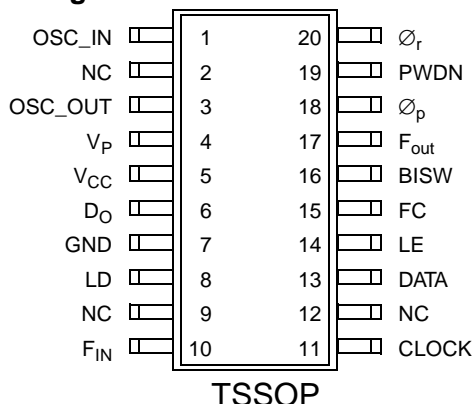 OSC_IN 1 20 ∅r
NC 2 19 PWDN
OSC_OUT 3 18 ∅p
VP 4 17 Fout
VCC 5 16 BISW
DO 6 15 FC
GND 7 14 LE
LD 8 13 DATA
NC 9 12 NC
FIN 10 11 CLOCK
TSSOP